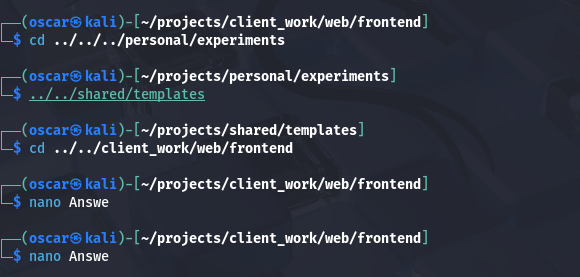 ┌──(oscar㉿kali)-[~/projects/client_work/web/frontend]
└─$ cd ../../../personal/experiments
┌──(oscar㉿kali)-[~/projects/personal/experiments]
└─$ ../../shared/templates
┌──(oscar㉿kali)-[~/projects/shared/templates]
└─$ cd ../../client_work/web/frontend
┌──(oscar㉿kali)-[~/projects/client_work/web/frontend]
└─$ nano Answe
┌──(oscar㉿kali)-[~/projects/client_work/web/frontend]
└─$ nano Answe